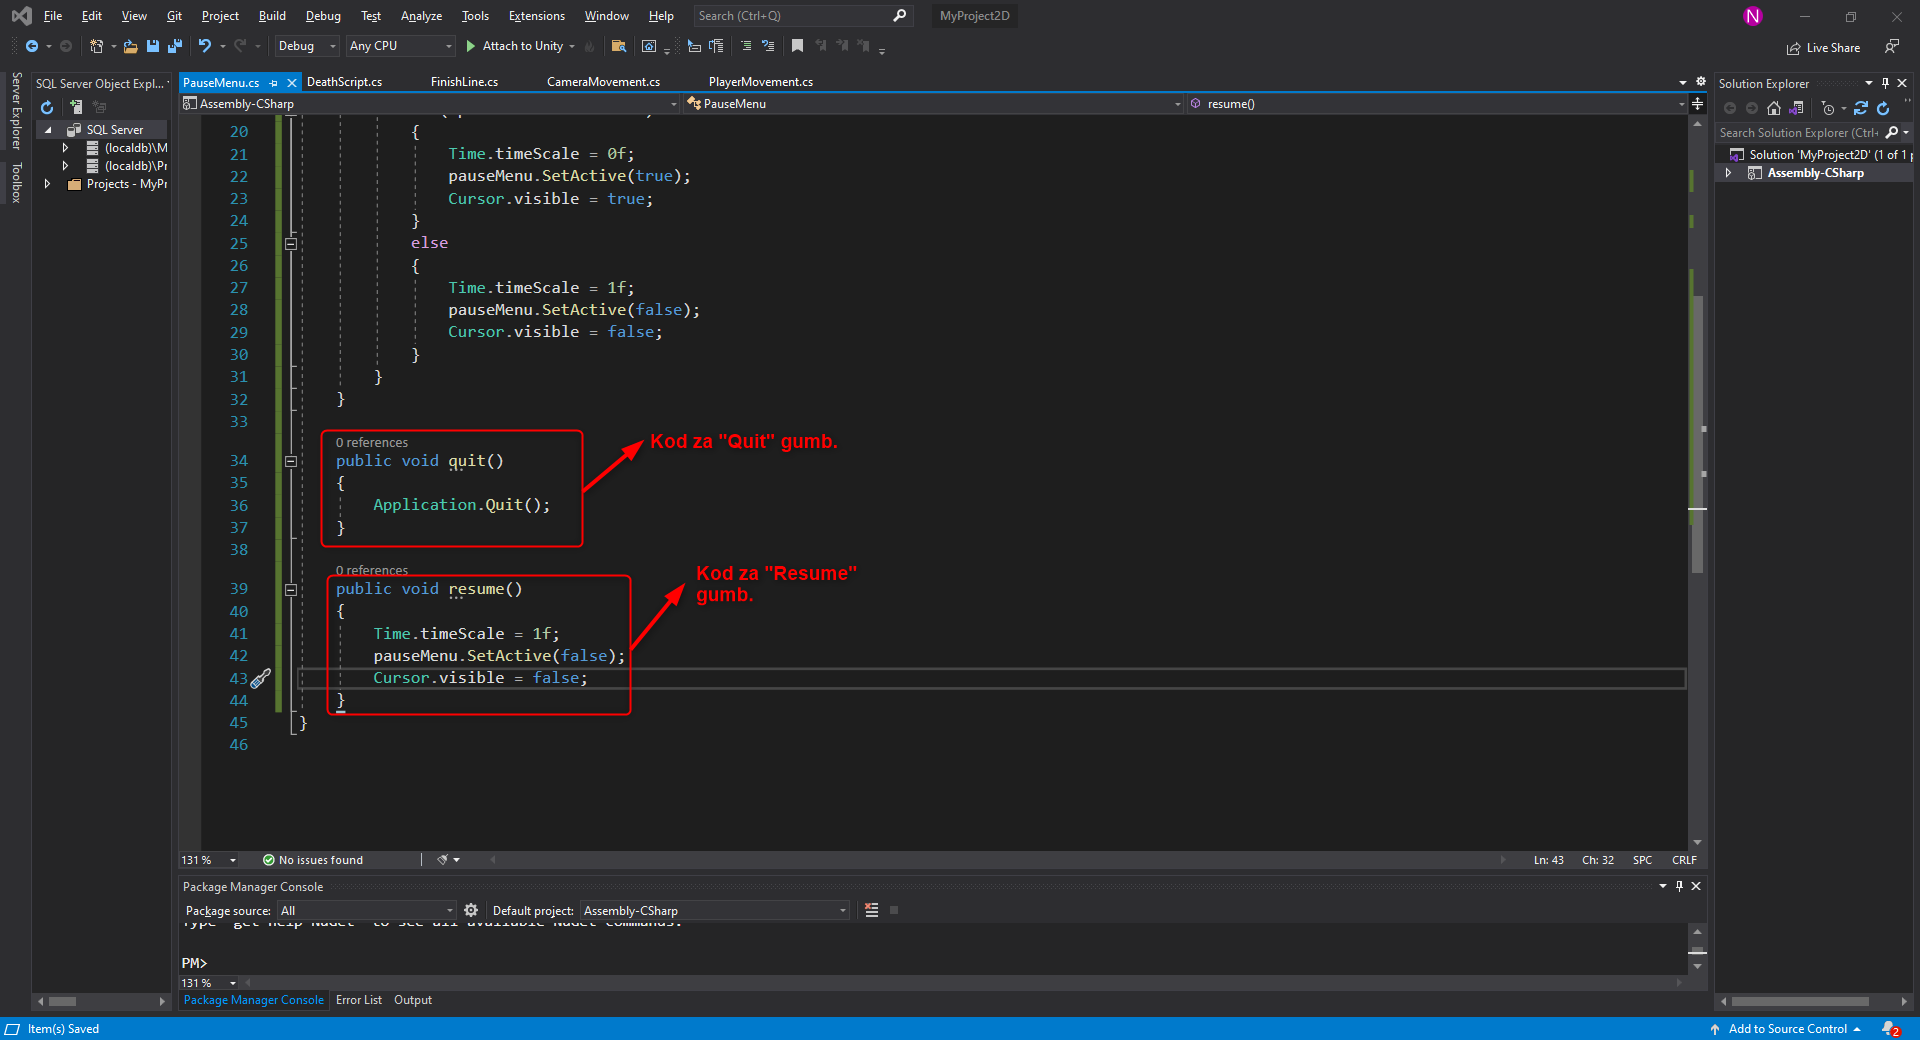 File Edit View Git Project Build Debug Test Analyze Tools Extensions Window Help Search (Ctrl+Q) MyProject2D N
Debug Any CPU Attach to Unity Live Share
Server Explorer
Toolbox
SQL Server Object Expl...
SQL Server
(localdb)\M
(localdb)\Pr
Projects - MyPr
PauseMenu.cs DeathScript.cs FinishLine.cs CameraMovement.cs PlayerMovement.cs
Assembly-CSharp PauseMenu resume()
20 {
21 Time.timeScale = 0f;
22 pauseMenu.SetActive(true);
23 Cursor.visible = true;
24 }
25 else
26 {
27 Time.timeScale = 1f;
28 pauseMenu.SetActive(false);
29 Cursor.visible = false;
30 }
31 }
32 }
33
0 references
34 public void quit()
35 {
36 Application.Quit();
37 }
38
0 references
39 public void resume()
40 {
41 Time.timeScale = 1f;
42 pauseMenu.SetActive(false);
43 Cursor.visible = false;
44 }
45 }
46
Kod za "Quit" gumb.
Kod za "Resume"
gumb.
131 % No issues found Ln: 43 Ch: 32 SPC CRLF
Package Manager Console
Package source: All Default project: Assembly-CSharp
PM>
131 %
Package Manager Console Error List Output
Solution Explorer
Search Solution Explorer (Ctrl+
Solution 'MyProject2D' (1 of 1 p
Assembly-CSharp
Item(s) Saved Add to Source Control 2